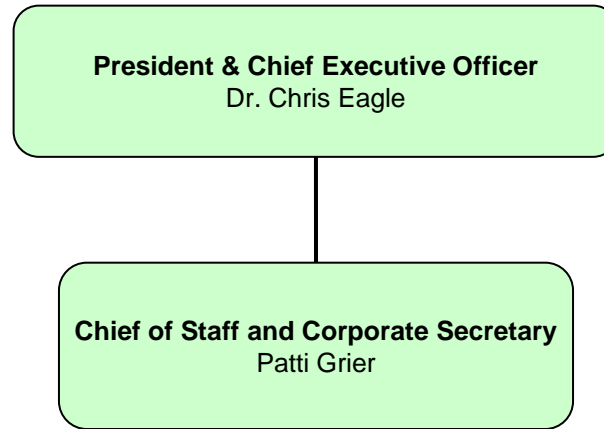 President & Chief Executive Officer
Dr. Chris Eagle
Chief of Staff and Corporate Secretary
Patti Grier